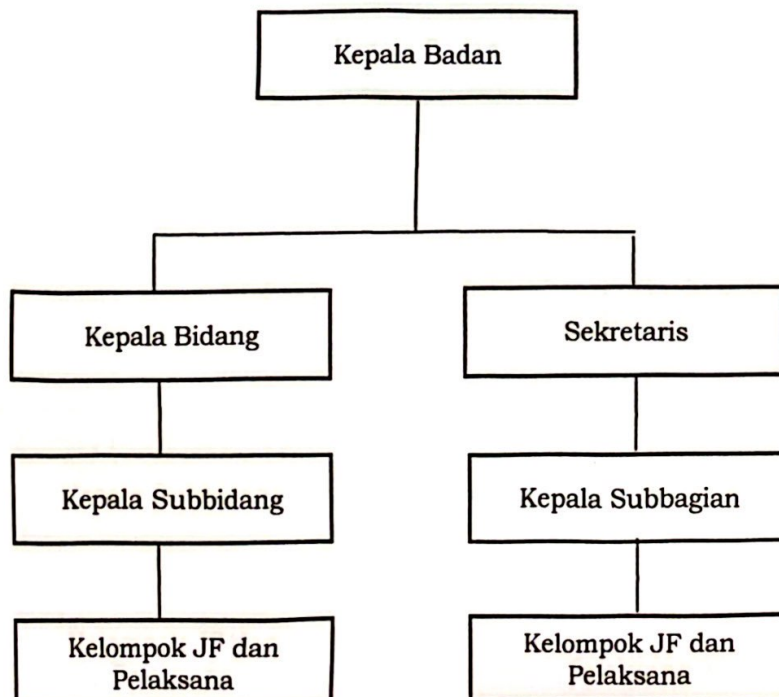 Kepala Badan
Kepala Bidang
Sekretaris
Kepala Subbidang
Kepala Subbagian
Kelompok JF dan
Pelaksana
Kelompok JF dan
Pelaksana